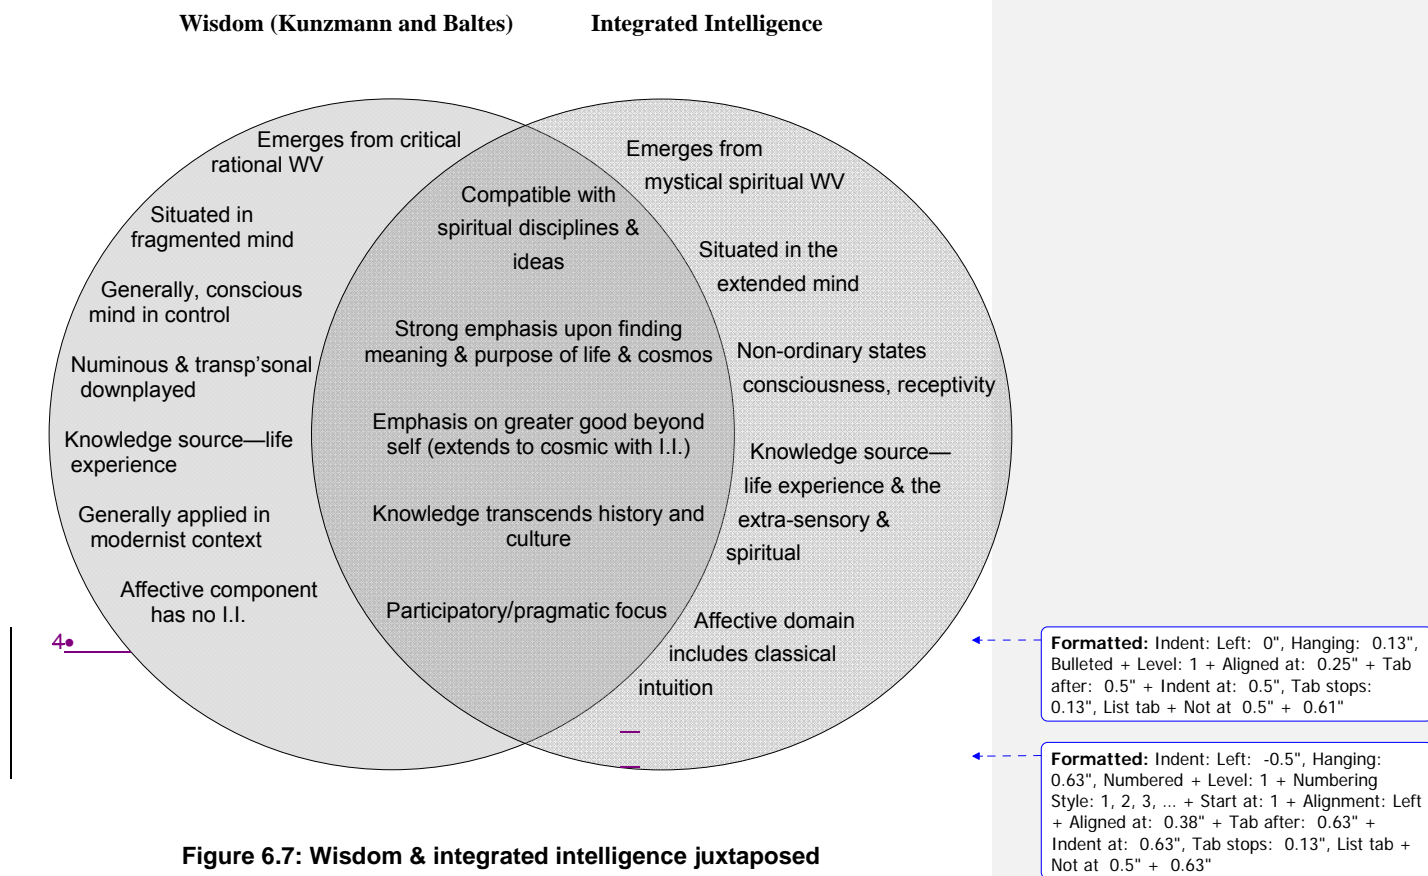 Wisdom (Kunzmann and Baltes)
Integrated Intelligence
Emerges from critical
rational WV
Situated in
fragmented mind
Generally, conscious
mind in control
Numinous & transp'sonal
downplayed
Knowledge source—life
experience
Generally applied in
modernist context
Affective component
has no I.I.
Compatible with
spiritual disciplines &
ideas
Strong emphasis upon finding
meaning & purpose of life & cosmos
Emphasis on greater good beyond
self (extends to cosmic with I.I.)
Knowledge transcends history and
culture
Participatory/pragmatic focus
Emerges from
mystical spiritual WV
Situated in the
extended mind
Non-ordinary states
consciousness, receptivity
Knowledge source—
life experience & the
extra-sensory &
spiritual
Affective domain
includes classical
intuition
4•
Formatted: Indent: Left: 0", Hanging: 0.13",
Bulleted + Level: 1 + Aligned at: 0.25" + Tab
after: 0.5" + Indent at: 0.5", Tab stops:
0.13", List tab + Not at 0.5" + 0.61"
Formatted: Indent: Left: -0.5", Hanging:
0.63", Numbered + Level: 1 + Numbering
Style: 1, 2, 3, ... + Start at: 1 + Alignment: Left
+ Aligned at: 0.38" + Tab after: 0.63" +
Indent at: 0.63", Tab stops: 0.13", List tab +
Not at 0.5" + 0.63"
Figure 6.7: Wisdom & integrated intelligence juxtaposed